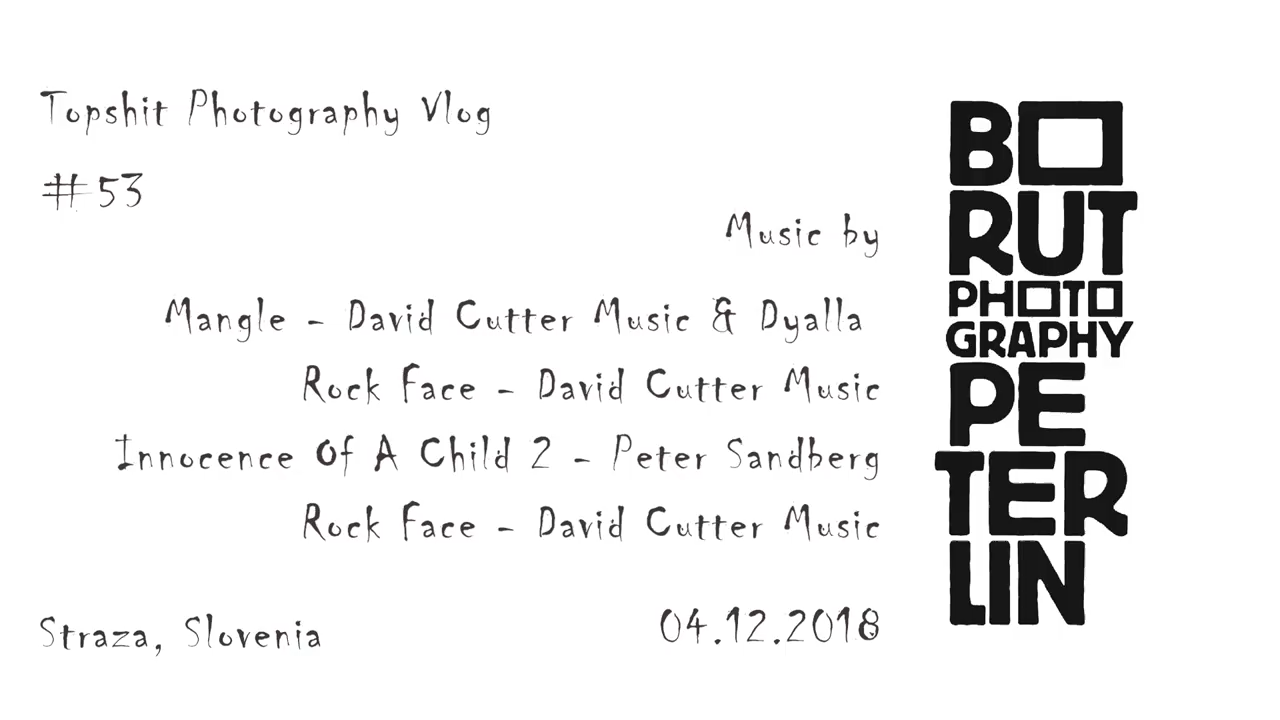 Topshit Photography Vlog
#53
Music by
Mangle - David Cutter Music & Dyalla
Rock Face - David Cutter Music
Innocence Of A Child 2 - Peter Sandberg
Rock Face - David Cutter Music
Straza, Slovenia
04.12.2018
BO
RUT
PHOTO
GRAPHY
PE
TER
LIN